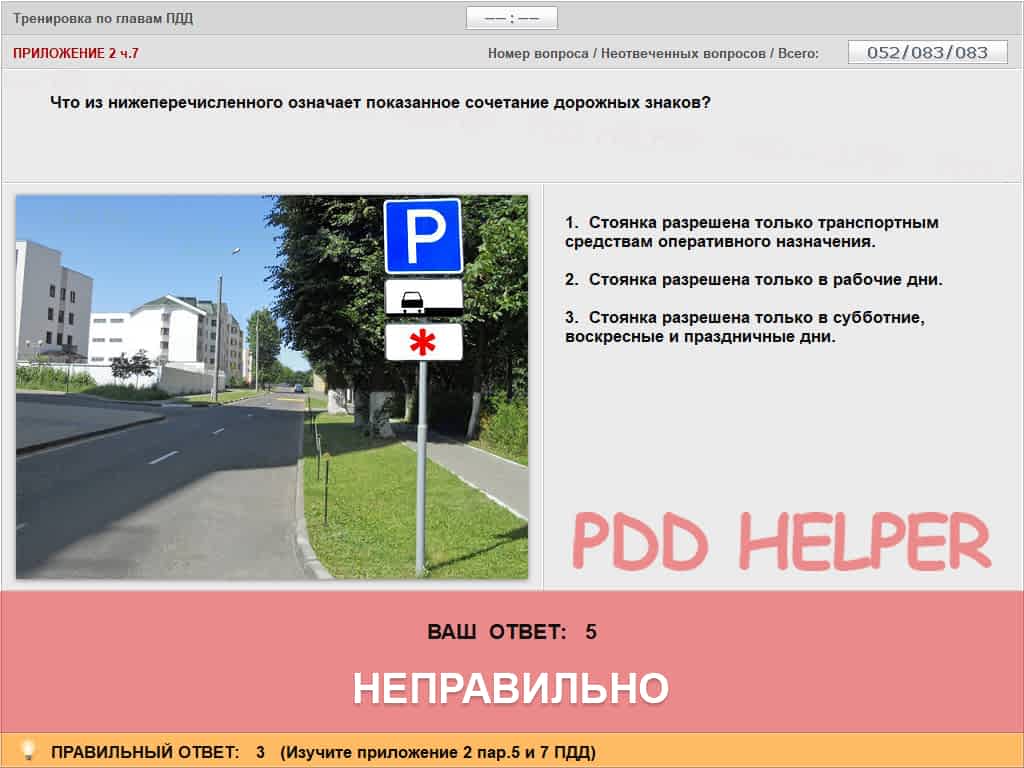 Тренировка по главам ПДД
—— : ——
ПРИЛОЖЕНИЕ 2 ч.7
Номер вопроса / Неотвеченных вопросов / Всего:
052/083/083
Что из нижеперечисленного означает показанное сочетание дорожных знаков?
P
1. Стоянка разрешена только транспортным
средствам оперативного назначения.
2. Стоянка разрешена только в рабочие дни.
3. Стоянка разрешена только в субботние,
воскресные и праздничные дни.
PDD HELPER
ВАШ ОТВЕТ: 5
НЕПРАВИЛЬНО
ПРАВИЛЬНЫЙ ОТВЕТ: 3 (Изучите приложение 2 пар.5 и 7 ПДД)